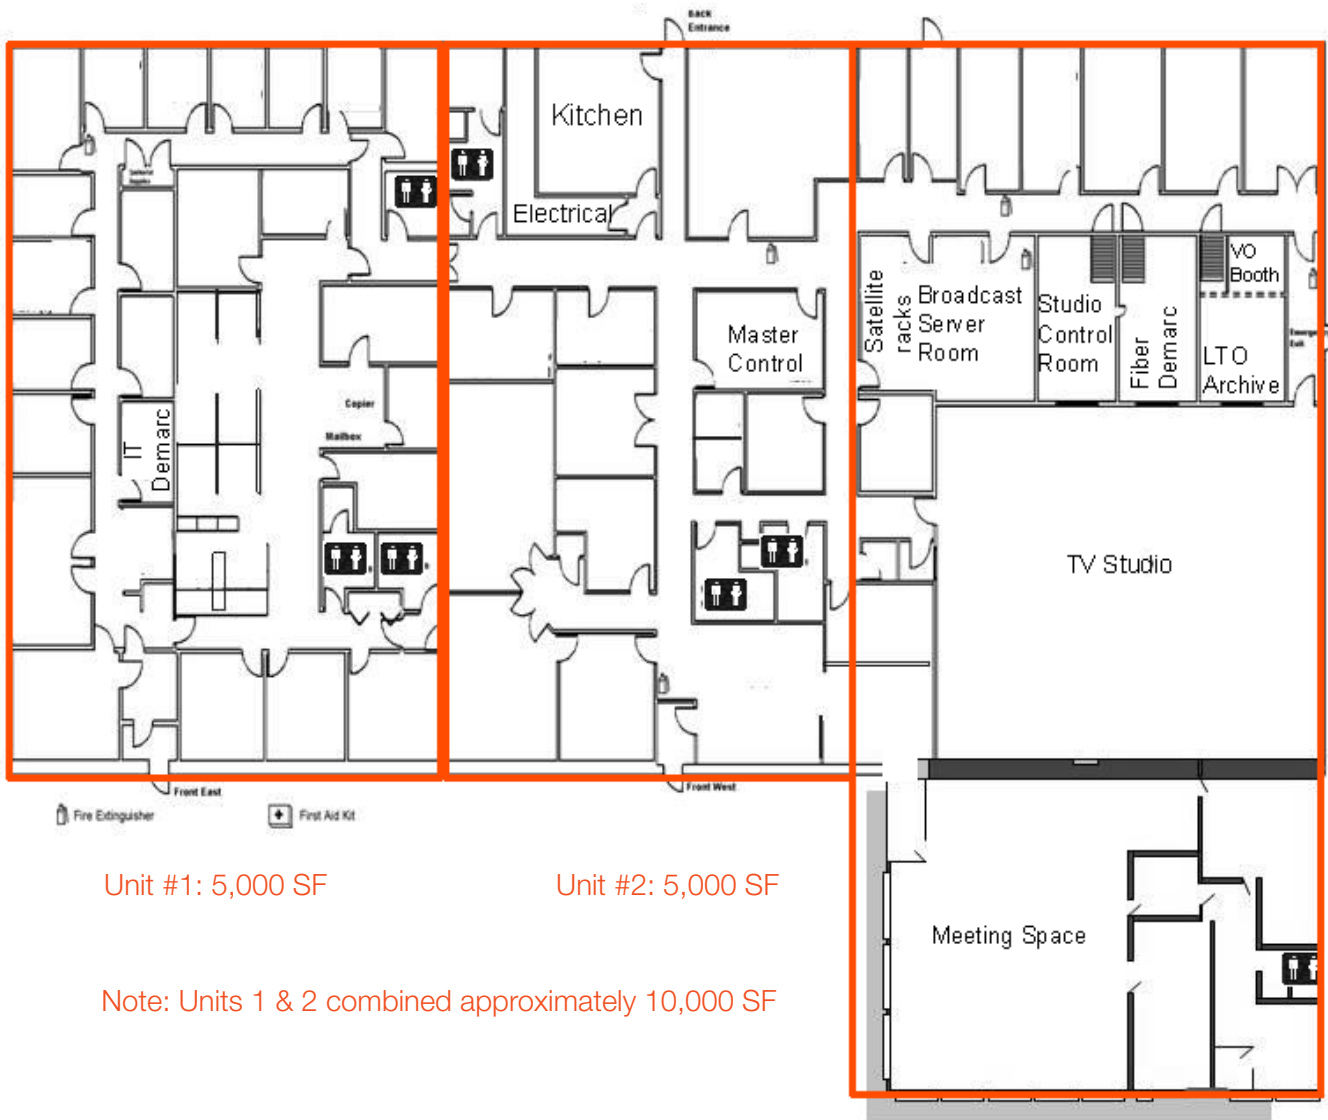 Back
Entrance
Kitchen
Electrical
Satellite
racks
Broadcast
Server
Room
Studio
Control
Room
Fiber
Demarc
VO
Booth
LTO
Archive
Exit
Master
Control
Copier
Mailbox
IT
Demarc
TV Studio
Front East
Front West
Fire Extinguisher
First Aid Kit
Unit #1: 5,000 SF
Unit #2: 5,000 SF
Meeting Space
Note: Units 1 & 2 combined approximately 10,000 SF